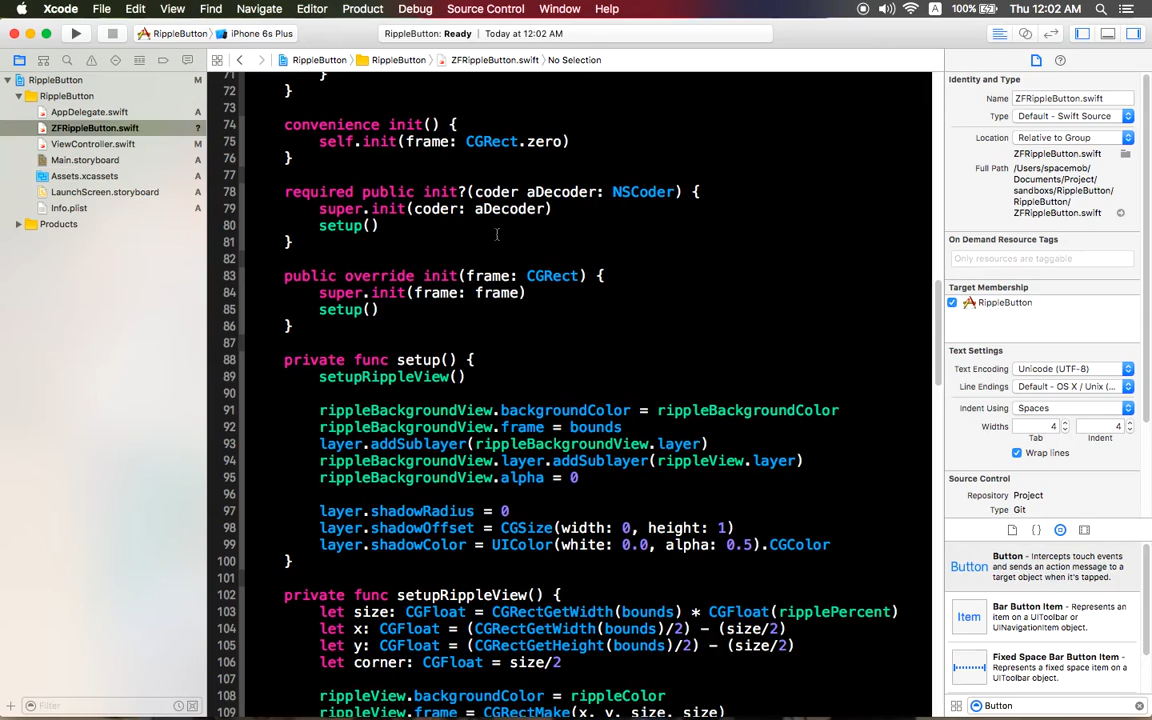 Xcode File Edit View Find Navigate Editor Product Debug Source Control Window Help A 100% Thu 12:02 AM
RippleButton iPhone 6s Plus RippleButton: Ready Today at 12:02 AM
RippleButton RippleButton ZFRippleButton.swift No Selection
RippleButton M
RippleButton
AppDelegate.swift A
ZFRippleButton.swift ?
ViewController.swift M
Main.storyboard A
Assets.xcassets A
LaunchScreen.storyboard A
Info.plist A
Products
Filter
71 }
72 }
73
74 convenience init() {
75 self.init(frame: CGRect.zero)
76 }
77
78 required public init?(coder aDecoder: NSCoder) {
79 super.init(coder: aDecoder)
80 setup()
81 }
82
83 public override init(frame: CGRect) {
84 super.init(frame: frame)
85 setup()
86 }
87
88 private func setup() {
89 setupRippleView()
90
91 rippleBackgroundView.backgroundColor = rippleBackgroundColor
92 rippleBackgroundView.frame = bounds
93 layer.addSublayer(rippleBackgroundView.layer)
94 rippleBackgroundView.layer.addSublayer(rippleView.layer)
95 rippleBackgroundView.alpha = 0
96
97 layer.shadowRadius = 0
98 layer.shadowOffset = CGSize(width: 0, height: 1)
99 layer.shadowColor = UIColor(white: 0.0, alpha: 0.5).CGColor
100 }
101
102 private func setupRippleView() {
103 let size: CGFloat = CGRectGetWidth(bounds) * CGFloat(ripplePercent)
104 let x: CGFloat = (CGRectGetWidth(bounds)/2) - (size/2)
105 let y: CGFloat = (CGRectGetHeight(bounds)/2) - (size/2)
106 let corner: CGFloat = size/2
107
108 rippleView.backgroundColor = rippleColor
109 rippleView.frame = CGRectMake(x, y, size, size)
Identity and Type
Name ZFRippleButton.swift
Type Default - Swift Source
Location Relative to Group
ZFRippleButton.swift
Full Path /Users/spacemob/
Documents/Project/
sandboxs/RippleButton/
RippleButton/
ZFRippleButton.swift
On Demand Resource Tags
Only resources are taggable
Target Membership
RippleButton
Text Settings
Text Encoding Unicode (UTF-8)
Line Endings Default - OS X / Unix (...
Indent Using Spaces
Widths 4 4
Tab Indent
Wrap lines
Source Control
Repository Project
Type Git
{ }
Button Button - Intercepts touch events
and sends an action message to a
target object when it's tapped.
Item Bar Button Item - Represents an
item on a UIToolbar or
UINavigationItem object.
Fixed Space Bar Button Item -
Represents a fixed space item on a
UIToolbar object.
Button